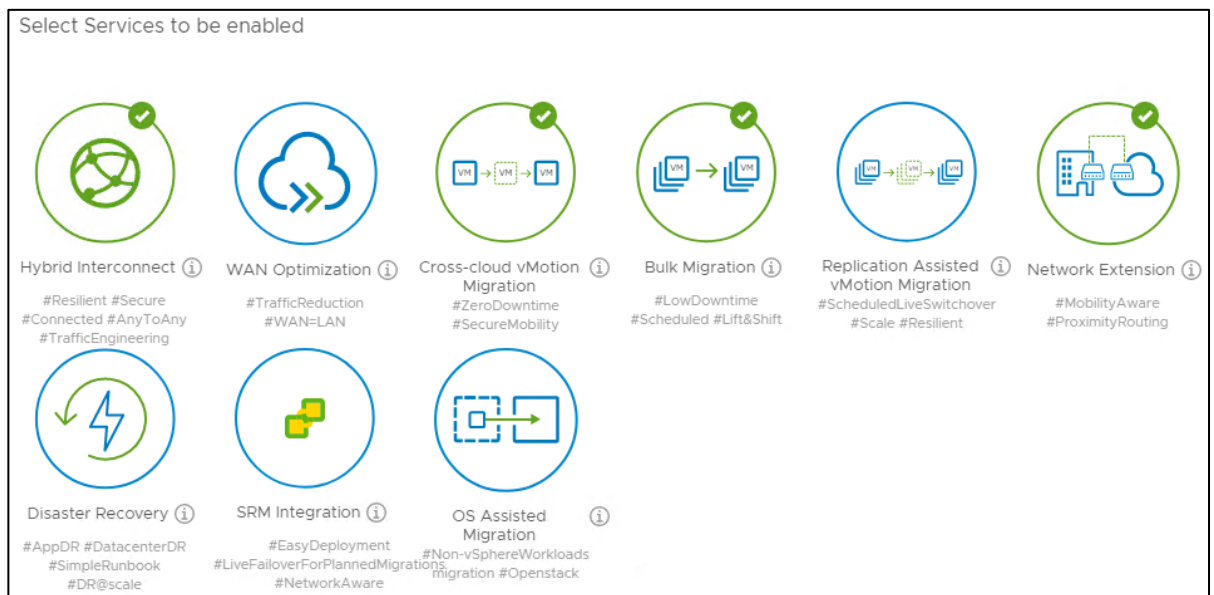 Select Services to be enabled
VM VM VM
VM VM
VM VM VM
Hybrid Interconnect
#Resilient #Secure
#Connected #AnyToAny
#TrafficEngineering
WAN Optimization
#TrafficReduction
#WAN=LAN
Cross-cloud vMotion
Migration
#ZeroDowntime
#SecureMobility
Bulk Migration
#LowDowntime
#Scheduled #Lift&Shift
Replication Assisted
vMotion Migration
#ScheduledLiveSwitchover
#Scale #Resilient
Network Extension
#MobilityAware
#ProximityRouting
Disaster Recovery
#AppDR #DatacenterDR
#SimpleRunbook
#DR@scale
SRM Integration
#EasyDeployment
#LiveFailoverForPlannedMigrations
#NetworkAware
OS Assisted
Migration
#Non-vSphereWorkloads
migration #Openstack